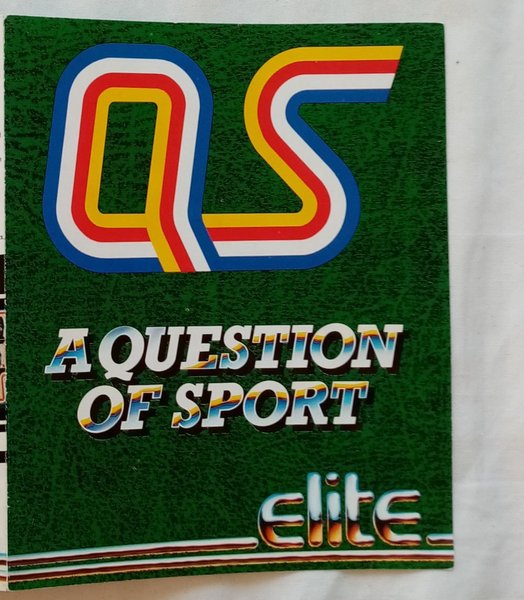 QS
A QUESTION
OF SPORT
elite